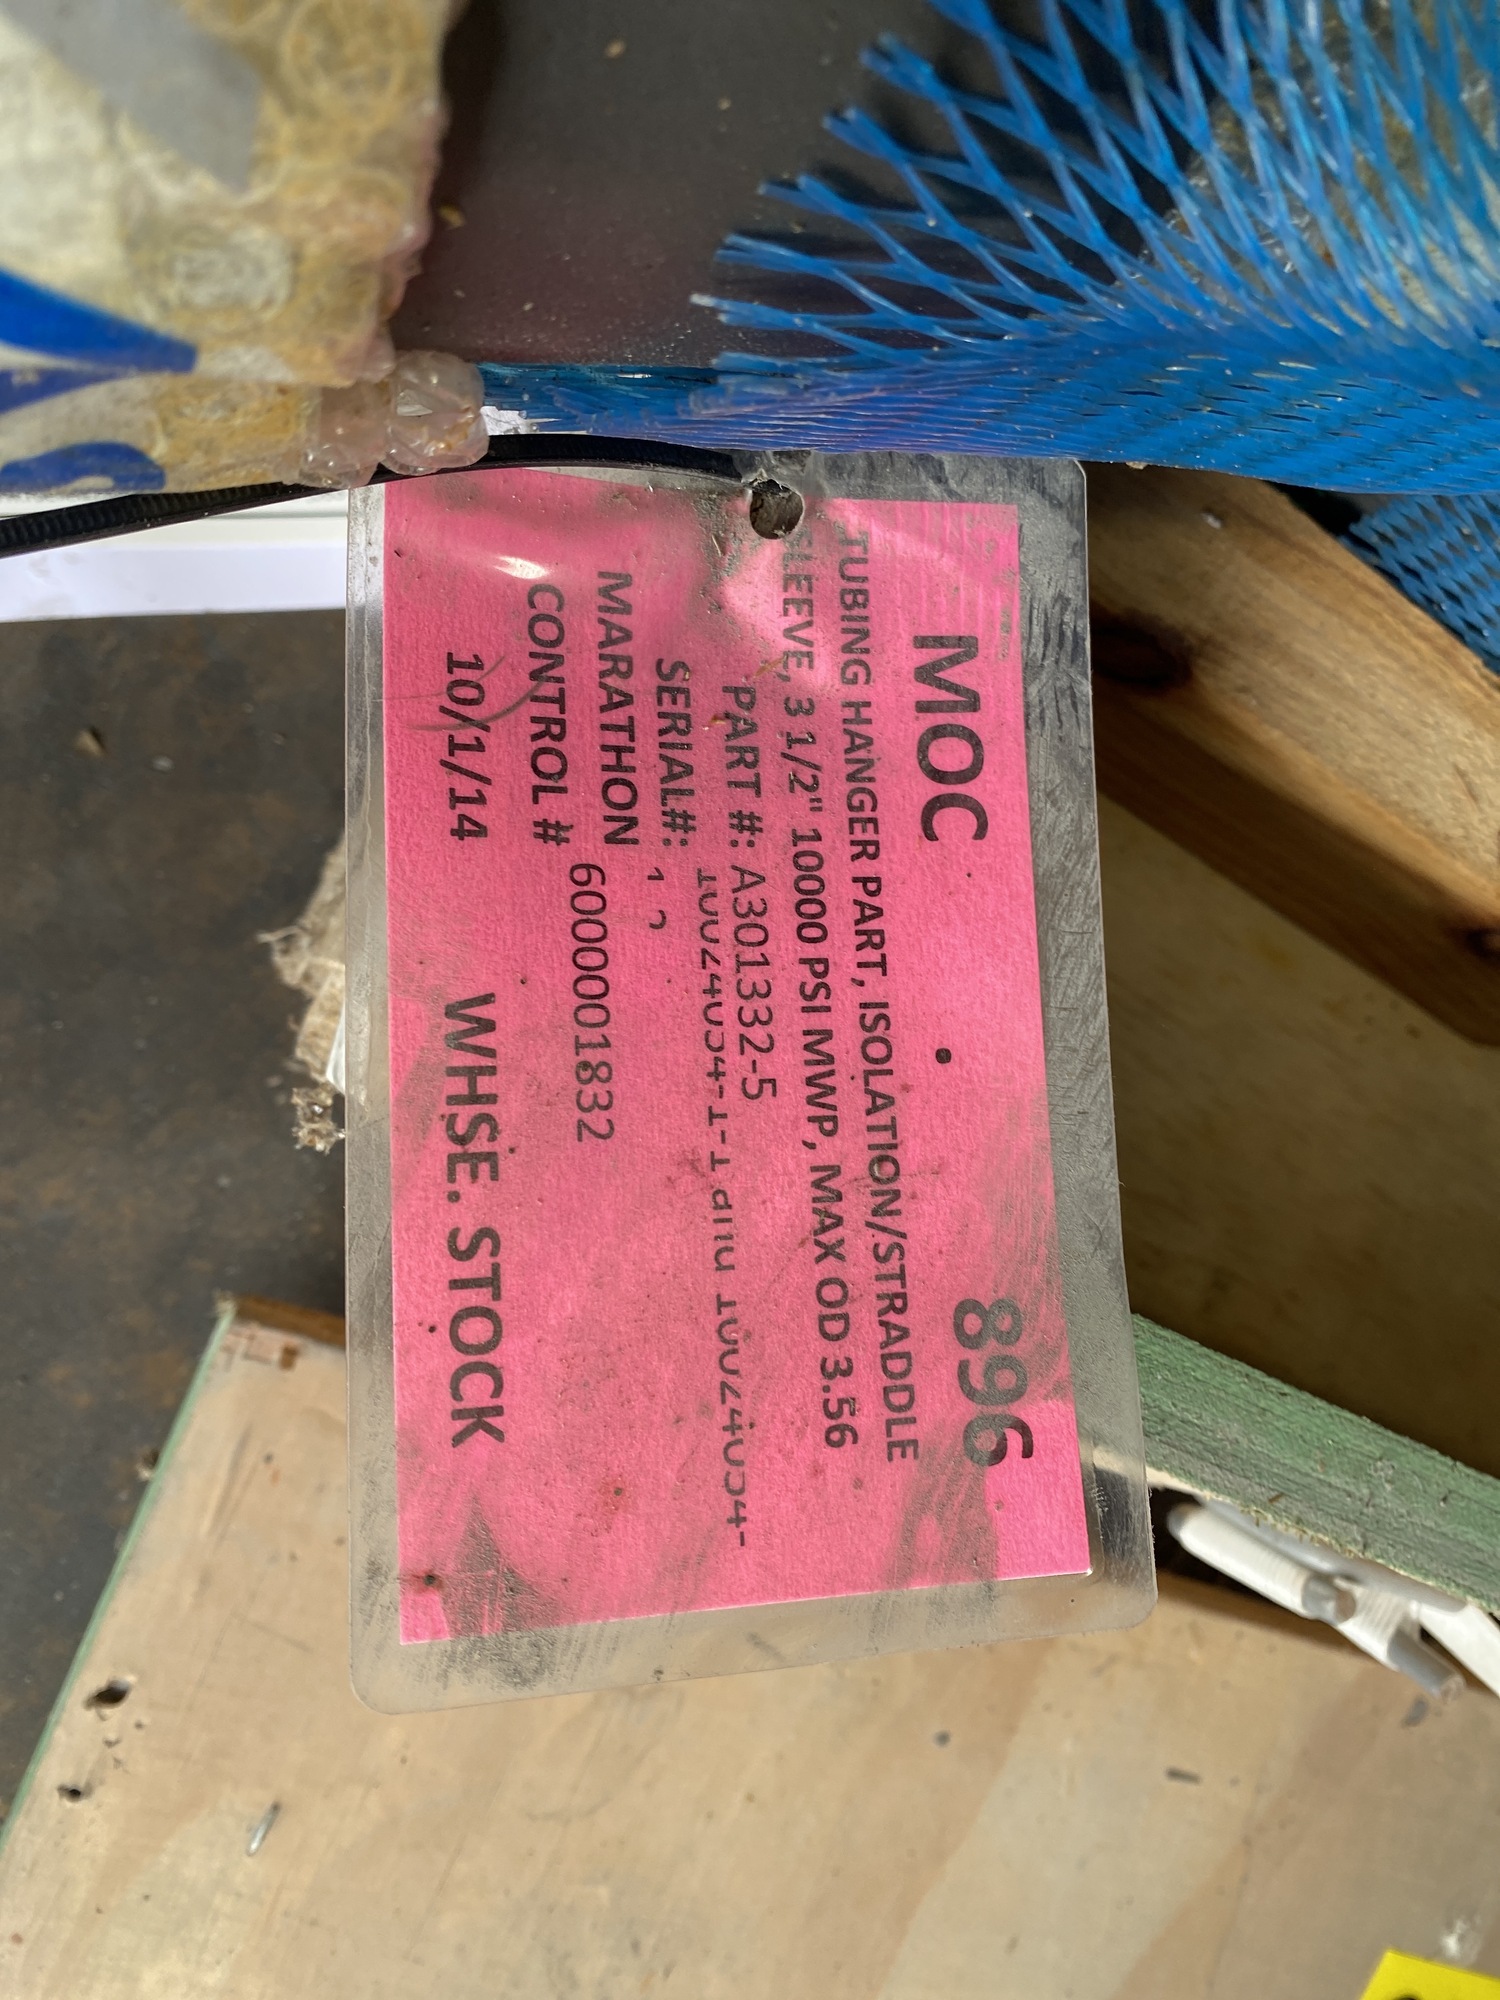 MOC 896
TUBING HANGER PART, ISOLATION/STRADDLE
SLEEVE, 3 1/2" 10000 PSI MWP, MAX OD 3.56
PART #: A301332-5
SERIAL#:
MARATHON
CONTROL # 6000001832
10/1/14 WHSE. STOCK